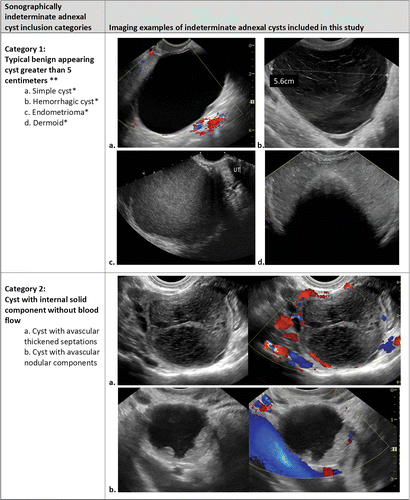 Sonographically
indeterminate adnexal
cyst inclusion categories
Imaging examples of indeterminate adnexal cysts included in this study
Category 1:
Typical benign appearing
cyst greater than 5
centimeters **
a. Simple cyst*
b. Hemorrhagic cyst*
c. Endometrioma*
d. Dermoid*
a.
5.6cm
b.
UT
c.
d.
Category 2:
Cyst with internal solid
component without blood
flow
a. Cyst with avascular
thickened septations
b. Cyst with avascular
nodular components
a.
b.